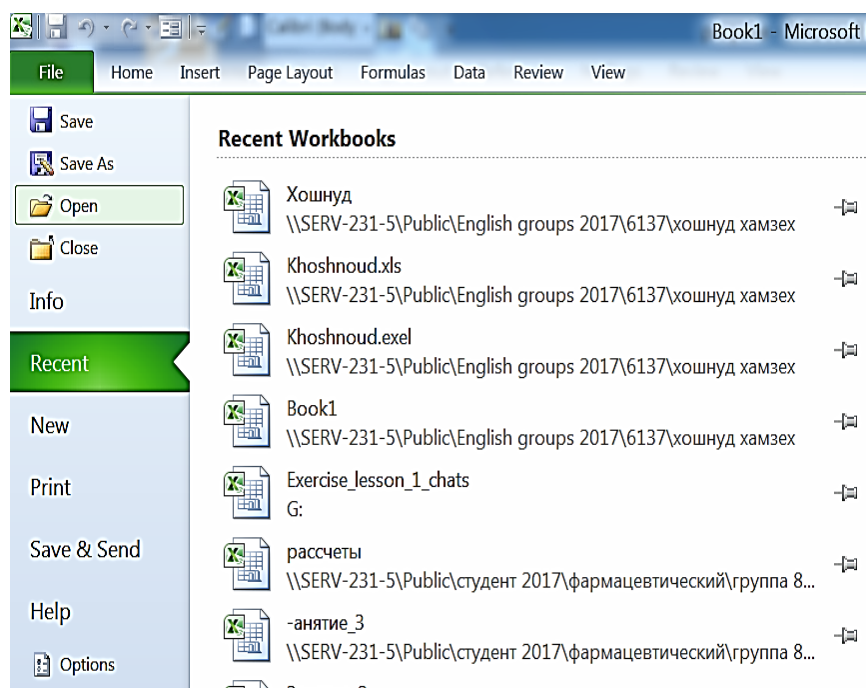 Book1 - Microsoft
File Home Insert Page Layout Formulas Data Review View
Save
Save As
Open
Close
Info
Recent
New
Print
Save & Send
Help
Options
Recent Workbooks
Хошнуд
\\SERV-231-5\Public\English groups 2017\6137\хошнуд хамзех
Khoshnoud.xls
\\SERV-231-5\Public\English groups 2017\6137\хошнуд хамзех
Khoshnoud.exel
\\SERV-231-5\Public\English groups 2017\6137\хошнуд хамзех
Book1
\\SERV-231-5\Public\English groups 2017\6137\хошнуд хамзех
Exercise_lesson_1_chats
G:
рассчеты
\\SERV-231-5\Public\студент 2017\фармацевтический\группа 8...
-анятие_3
\\SERV-231-5\Public\студент 2017\фармацевтический\группа 8...